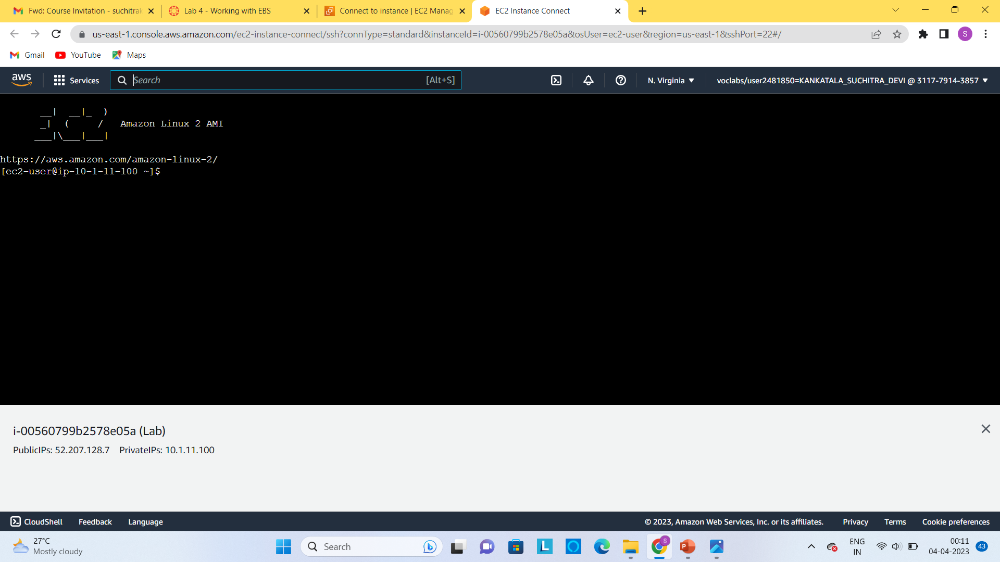 Fwd: Course Invitation - suchitrak
Lab 4 - Working with EBS
Connect to instance | EC2 Manag
EC2 Instance Connect
us-east-1.console.aws.amazon.com/ec2-instance-connect/ssh?connType=standard&instanceId=i-00560799b2578e05a&osUser=ec2-user&region=us-east-1&sshPort=22#/
S
Gmail YouTube Maps
aws Services Search [Alt+S] N. Virginia voclabs/user2481850=KANKATALA_SUCHITRA_DEVI @ 3117-7914-3857
__|  __|_  )
_|  (     /   Amazon Linux 2 AMI
___|\___|___|
https://aws.amazon.com/amazon-linux-2/
[ec2-user@ip-10-1-11-100 ~]$
i-00560799b2578e05a (Lab)
PublicIPs: 52.207.128.7 PrivateIPs: 10.1.11.100
CloudShell Feedback Language © 2023, Amazon Web Services, Inc. or its affiliates. Privacy Terms Cookie preferences
27°C
Mostly cloudy
Search
ENG
IN
00:11
04-04-2023
43